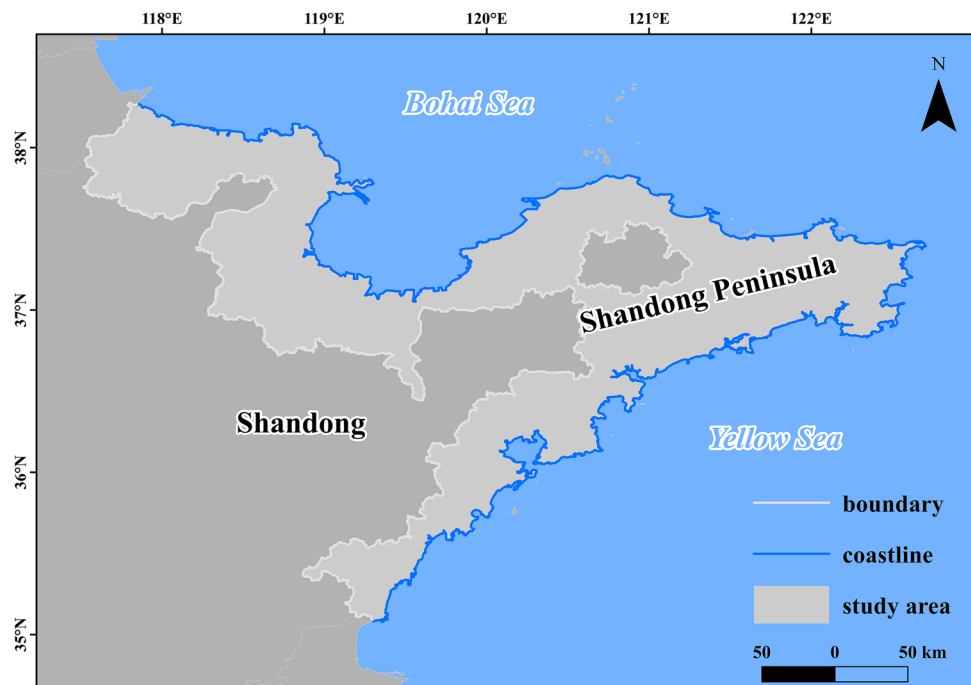 118°E 119°E 120°E 121°E 122°E
N
Bohai Sea
38°N
37°N
Shandong Peninsula
Shandong
Yellow Sea
36°N
boundary
coastline
study area
35°N
50 0 50 km